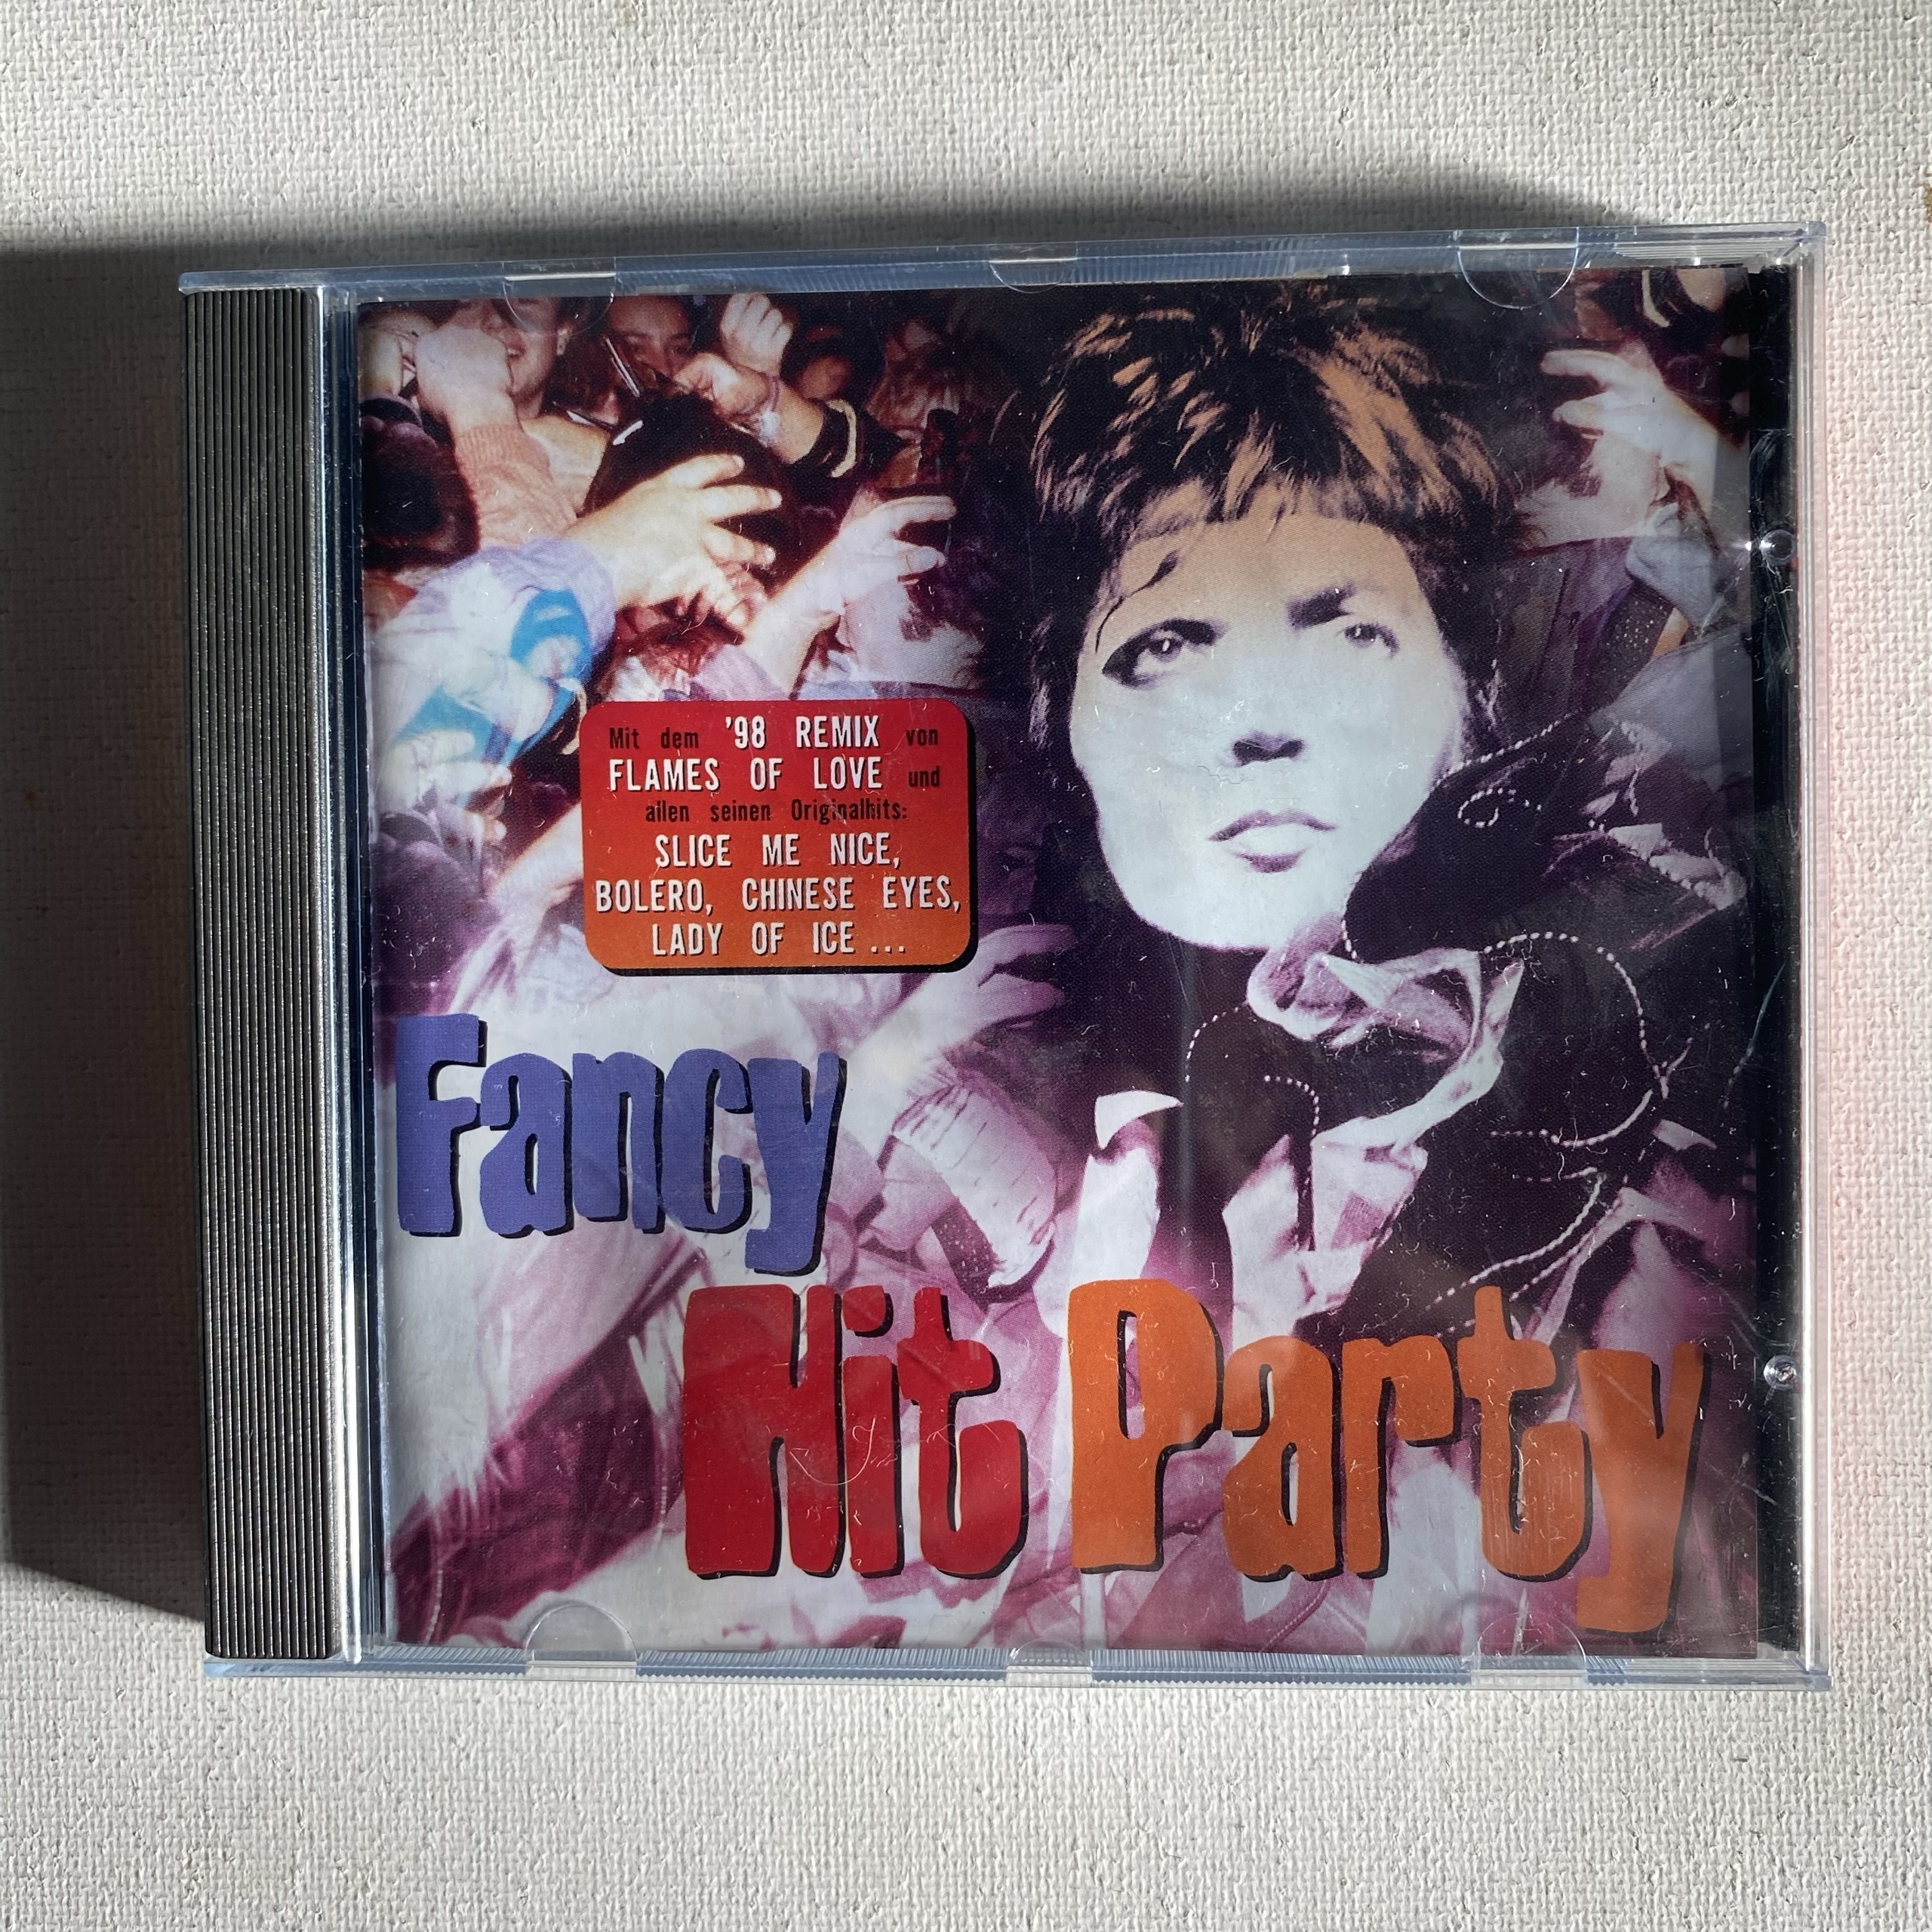 Mit dem '98 REMIX von
FLAMES OF LOVE und
allen seinen Originalhits:
SLICE ME NICE,
BOLERO, CHINESE EYES,
LADY OF ICE ...
Fancy
Hit Party